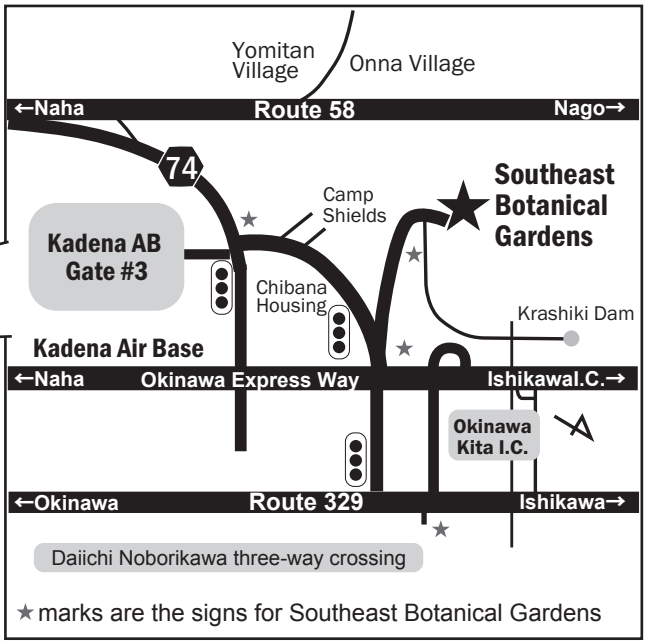 Yomitan
Village
Onna Village
←Naha
Route 58
Nago→
74
Southeast
Botanical
Gardens
Camp
Shields
Kadena AB
Gate #3
Chibana
Housing
Krashiki Dam
Kadena Air Base
←Naha
Okinawa Express Way
IshikawaI.C.→
Okinawa
Kita I.C.
←Okinawa
Route 329
Ishikawa→
Daiichi Noborikawa three-way crossing
★marks are the signs for Southeast Botanical Gardens